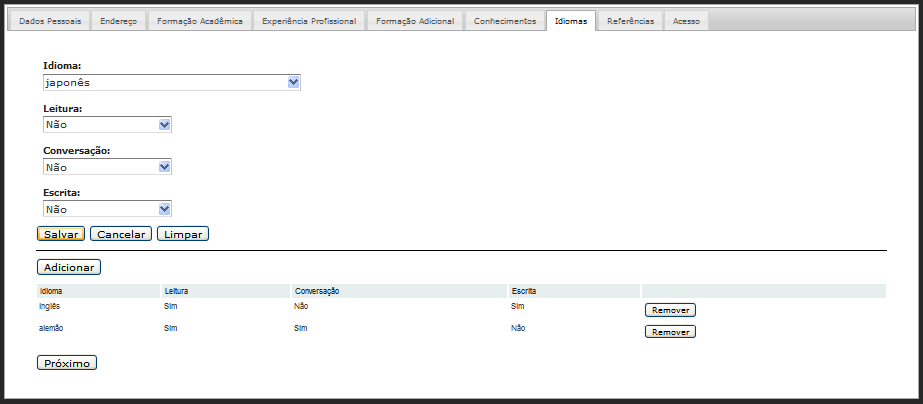 Dados Pessoais Endereço Formação Acadêmica Experiência Profissional Formação Adicional Conhecimentos Idiomas Referências Acesso
Idioma:
japonês
Leitura:
Não
Conversação:
Não
Escrita:
Não
Salvar Cancelar Limpar
Adicionar
Idioma Leitura Conversação Escrita
inglês Sim Não Sim Remover
alemão Sim Sim Não Remover
Próximo